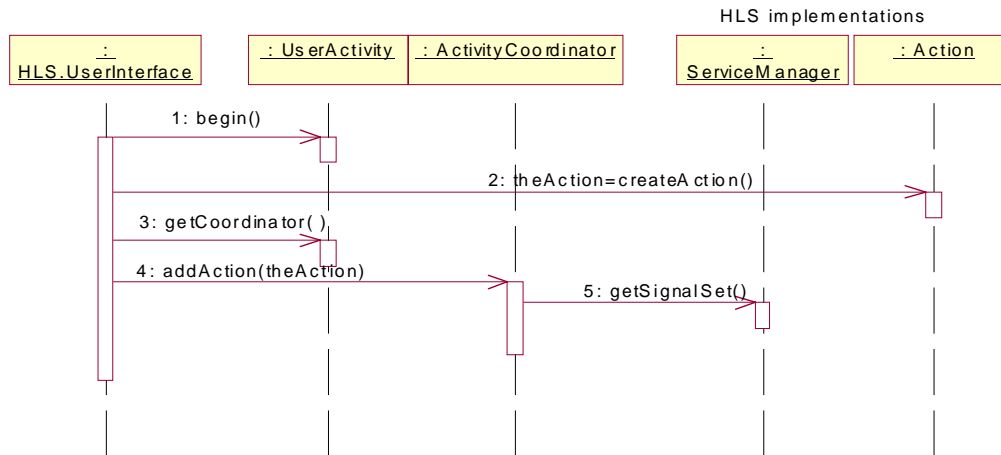 HLS implementations
:
HLS.UserInterface
: UserActivity
: ActivityCoordinator
:
ServiceManager
: Action
1: begin()
2: theAction=createAction()
3: getCoordinator( )
4: addAction(theAction)
5: getSignalSet()